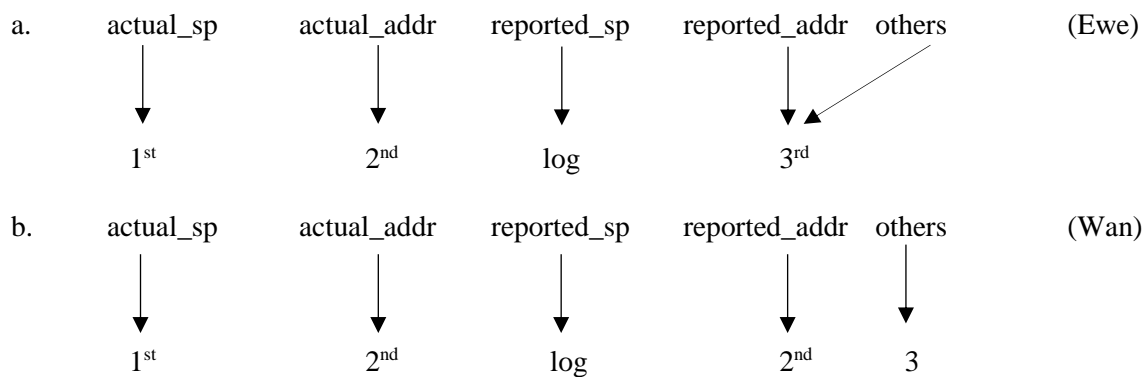 a. actual_sp actual_addr reported_sp reported_addr others (Ewe)
1st 2nd log 3rd
b. actual_sp actual_addr reported_sp reported_addr others (Wan)
1st 2nd log 2nd 3